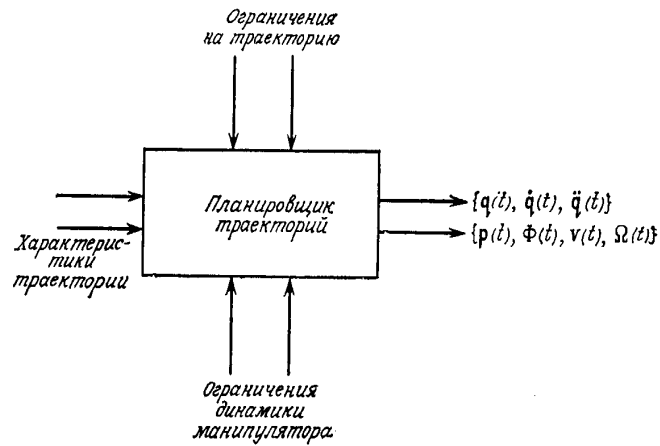 Ограничения
на траекторию
Планировщик
траекторий
{q(t), q̇(t), q̈(t)}
{p(t), Φ(t), v(t), Ω(t)}
Характерис-
тики
траектории
Ограничения
динамики
манипулятора